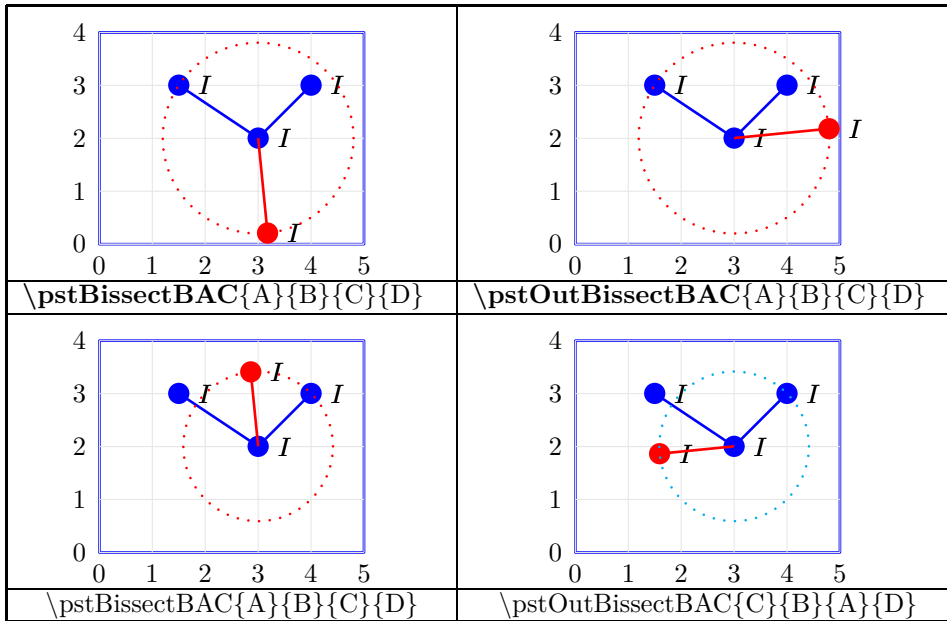 4
3
2
1
0
I I
I
I
0 1 2 3 4 5
4
3
2
1
0
I I
I
I
0 1 2 3 4 5
\pstBissectBAC{A}{B}{C}{D}
\pstOutBissectBAC{A}{B}{C}{D}
4
3
2
1
0
I
I I
I
0 1 2 3 4 5
4
3
2
1
0
I I
I I
0 1 2 3 4 5
\pstBissectBAC{A}{B}{C}{D}
\pstOutBissectBAC{C}{B}{A}{D}